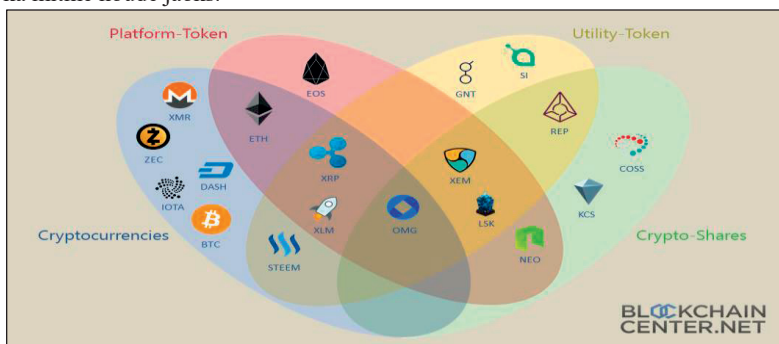 Platform-Token
Utility-Token
XMR
EOS
GNT
SI
ZEC
ETH
REP
IOTA
DASH
XRP
XEM
COSS
BTC
XLM
OMG
LSK
KCS
Cryptocurrencies
STEEM
NEO
Crypto-Shares
BLOCKCHAIN
CENTER.NET